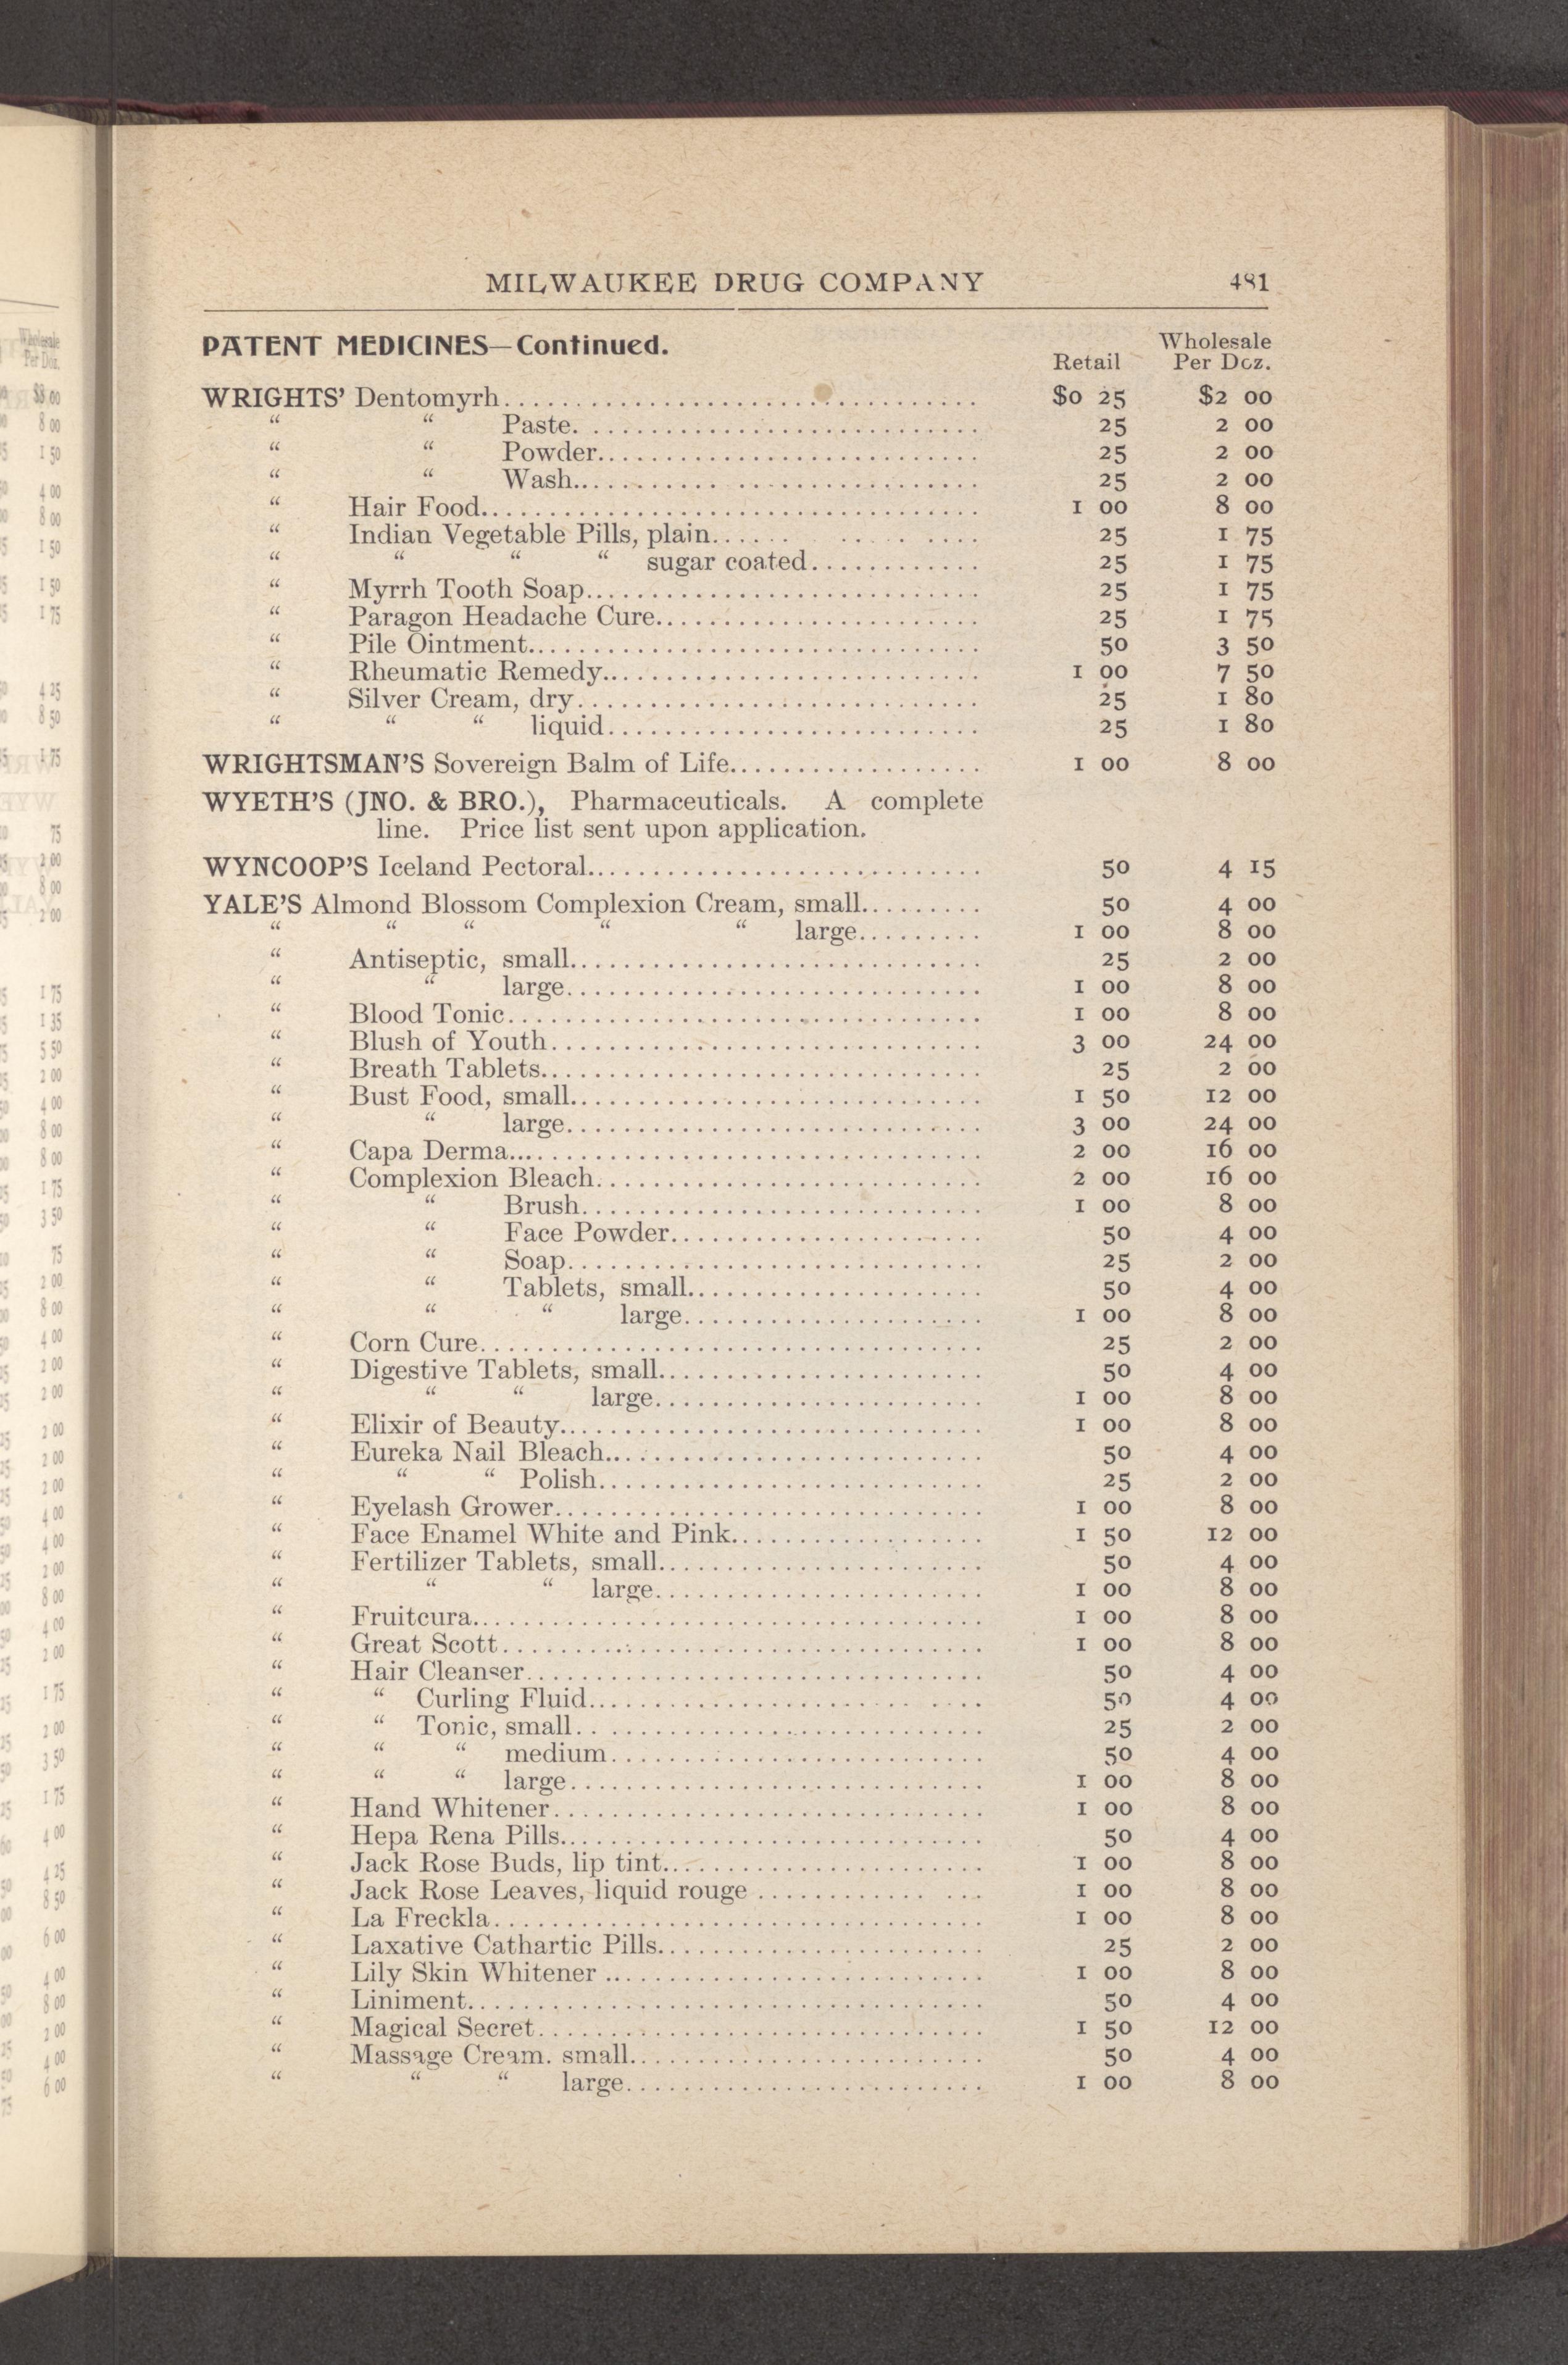 MILWAUKEE DRUG COMPANY 481
PATENT MEDICINES—Continued. Retail Wholesale Per Doz.
WRIGHTS' Dentomyrh $0 25 $2 00
“ “ Paste 25 2 00
“ “ Powder 25 2 00
“ “ Wash 25 2 00
“ Hair Food 1 00 8 00
“ Indian Vegetable Pills, plain 25 1 75
“ “ “ “ sugar coated 25 1 75
“ Myrrh Tooth Soap 25 1 75
“ Paragon Headache Cure 25 1 75
“ Pile Ointment 50 3 50
“ Rheumatic Remedy 1 00 7 50
“ Silver Cream, dry 25 1 80
“ “ “ liquid 25 1 80
WRIGHTSMAN'S Sovereign Balm of Life 1 00 8 00
WYETH'S (JNO. & BRO.), Pharmaceuticals. A complete
line. Price list sent upon application.
WYNCOOP'S Iceland Pectoral 50 4 15
YALE'S Almond Blossom Complexion Cream, small 50 4 00
“ “ “ “ “ large 1 00 8 00
“ Antiseptic, small 25 2 00
“ “ large 1 00 8 00
“ Blood Tonic 1 00 8 00
“ Blush of Youth 3 00 24 00
“ Breath Tablets 25 2 00
“ Bust Food, small 1 50 12 00
“ “ large 3 00 24 00
“ Capa Derma 2 00 16 00
“ Complexion Bleach 2 00 16 00
“ “ Brush 1 00 8 00
“ “ Face Powder 50 4 00
“ “ Soap 25 2 00
“ “ Tablets, small 50 4 00
“ “ “ large 1 00 8 00
“ Corn Cure 25 2 00
“ Digestive Tablets, small 50 4 00
“ “ “ large 1 00 8 00
“ Elixir of Beauty 1 00 8 00
“ Eureka Nail Bleach 50 4 00
“ “ “ Polish 25 2 00
“ Eyelash Grower 1 00 8 00
“ Face Enamel White and Pink 1 50 12 00
“ Fertilizer Tablets, small 50 4 00
“ “ “ large 1 00 8 00
“ Fruitcura 1 00 8 00
“ Great Scott 1 00 8 00
“ Hair Cleanser 50 4 00
“ “ Curling Fluid 50 4 00
“ “ Tonic, small 25 2 00
“ “ “ medium 50 4 00
“ “ “ large 1 00 8 00
“ Hand Whitener 1 00 8 00
“ Hepa Rena Pills 50 4 00
“ Jack Rose Buds, lip tint 1 00 8 00
“ Jack Rose Leaves, liquid rouge 1 00 8 00
“ La Freckla 1 00 8 00
“ Laxative Cathartic Pills 25 2 00
“ Lily Skin Whitener 1 00 8 00
“ Liniment 50 4 00
“ Magical Secret 1 50 12 00
“ Massage Cream. small 50 4 00
“ “ “ large 1 00 8 00